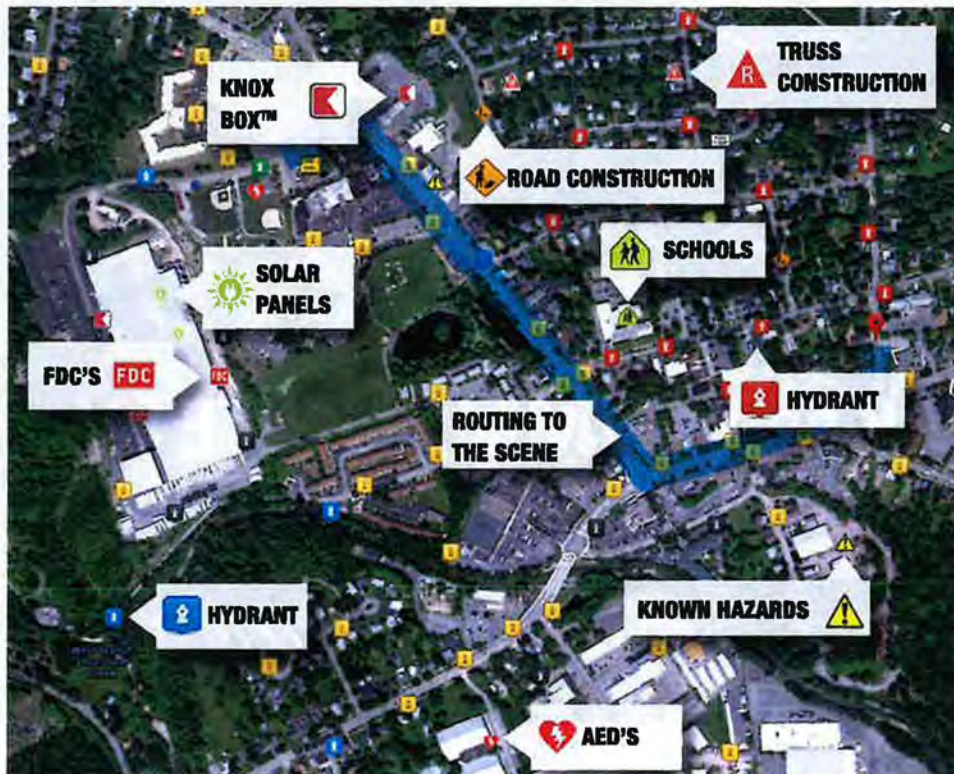 TRUSS
CONSTRUCTION
R
KNOX
BOX™
ROAD CONSTRUCTION
SCHOOLS
SOLAR
PANELS
FDC'S FDC
FDC
HYDRANT
ROUTING TO
THE SCENE
HYDRANT
KNOWN HAZARDS
AED'S